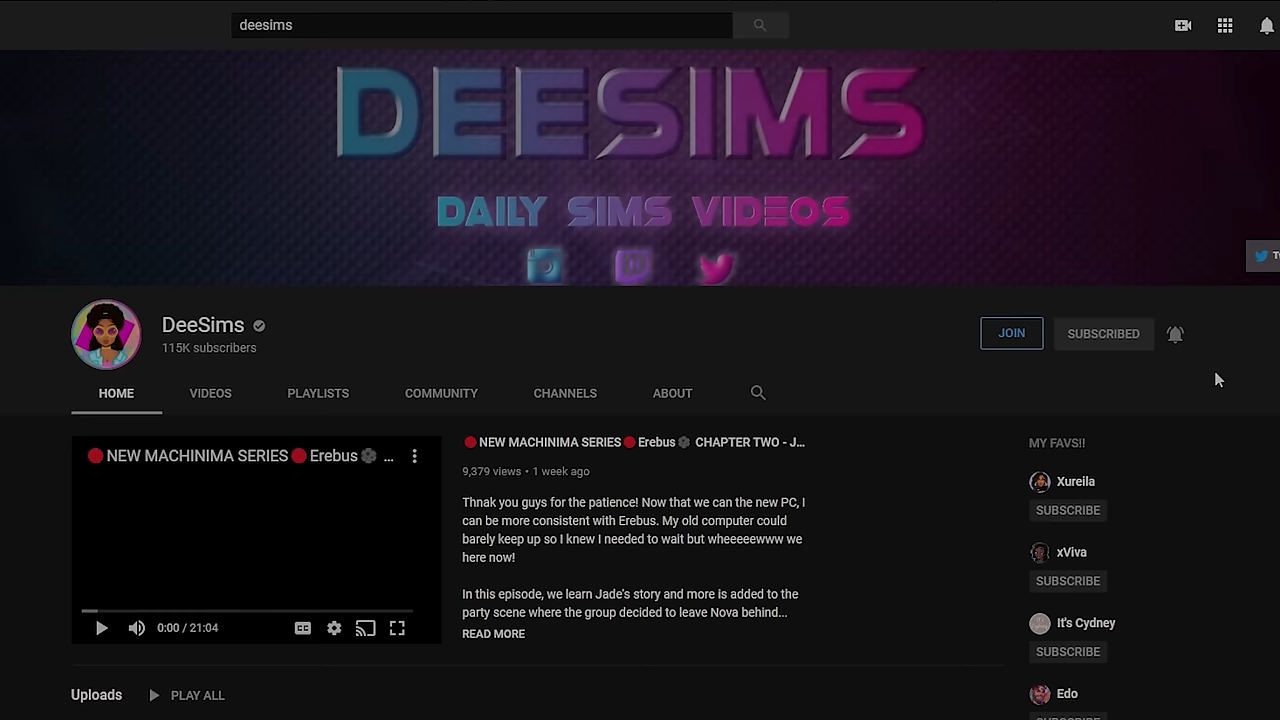 deesims
DEESIMS
DAILY SIMS VIDEOS
DeeSims
115K subscribers
JOIN
SUBSCRIBED
HOME
VIDEOS
PLAYLISTS
COMMUNITY
CHANNELS
ABOUT
NEW MACHINIMA SERIES Erebus ...
0:00 / 21:04
CC
NEW MACHINIMA SERIES Erebus CHAPTER TWO - J...
9,379 views • 1 week ago
Thnak you guys for the patience! Now that we can the new PC, I
can be more consistent with Erebus. My old computer could
barely keep up so I knew I needed to wait but wheeeeewww we
here now!
In this episode, we learn Jade's story and more is added to the
party scene where the group decided to leave Nova behind...
READ MORE
MY FAVS!!
Xureila
SUBSCRIBE
xViva
SUBSCRIBE
It's Cydney
SUBSCRIBE
Edo
Uploads
PLAY ALL